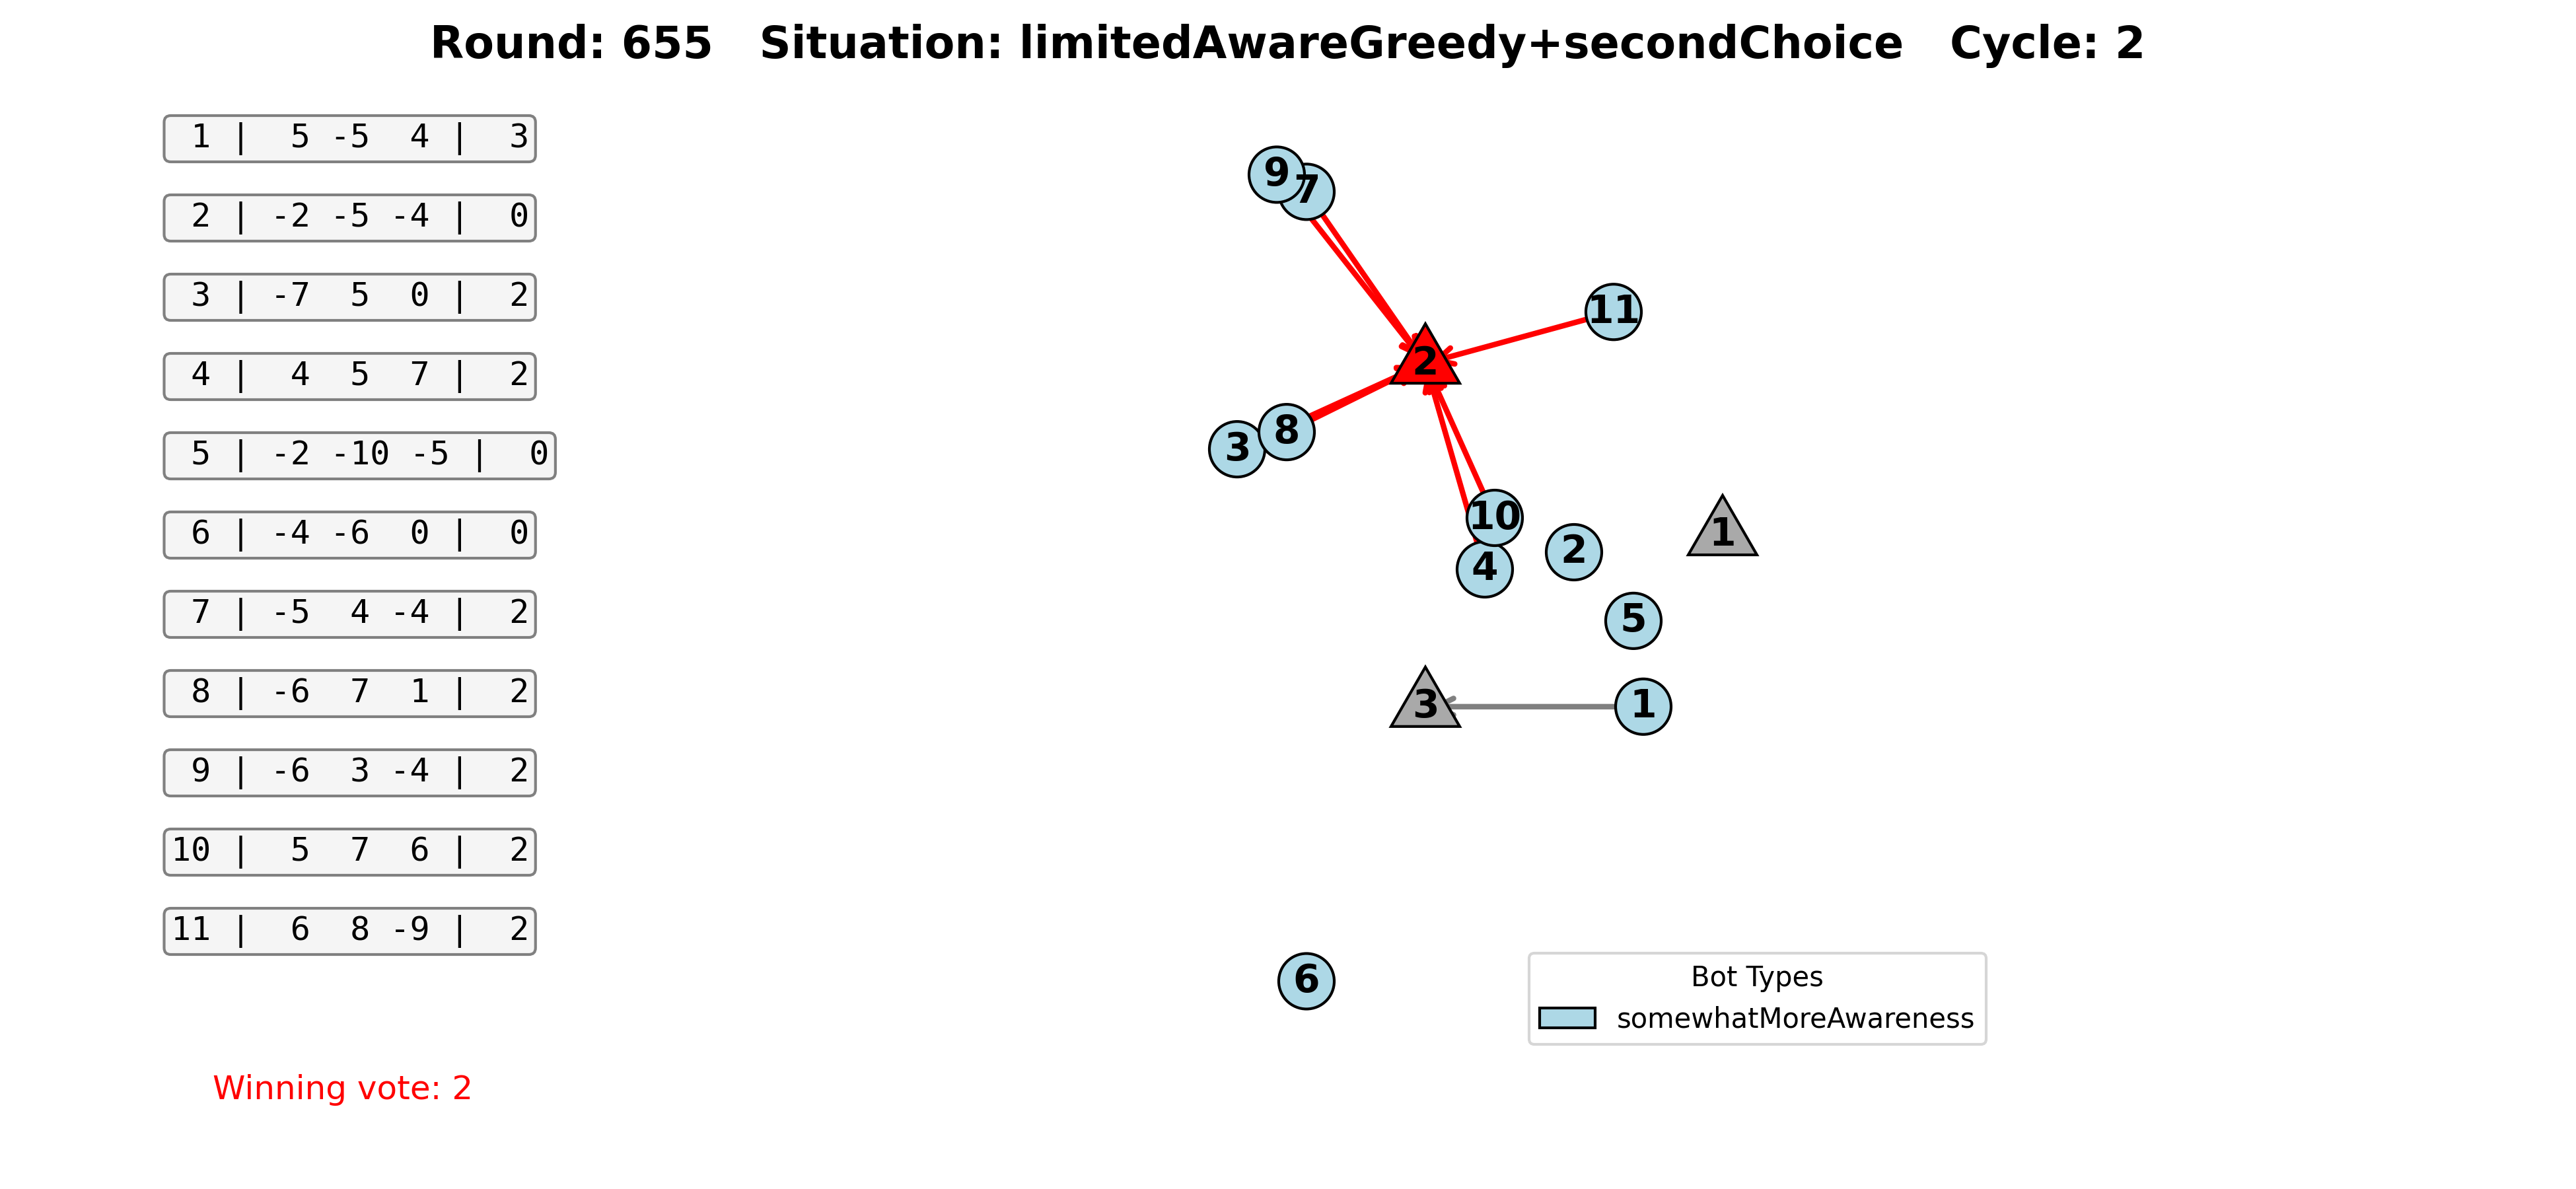 Round: 655   Situation: limitedAwareGreedy+secondChoice   Cycle: 2
1 |  5 -5  4 |  3
2 | -2 -5 -4 |  0
3 | -7  5  0 |  2
4 |  4  5  7 |  2
5 | -2 -10 -5 |  0
6 | -4 -6  0 |  0
7 | -5  4 -4 |  2
8 | -6  7  1 |  2
9 | -6  3 -4 |  2
10 |  5  7  6 |  2
11 |  6  8 -9 |  2
Winning vote: 2
9
7
11
2
8
3
10
1
2
4
5
3
1
6
Bot Types
somewhatMoreAwareness